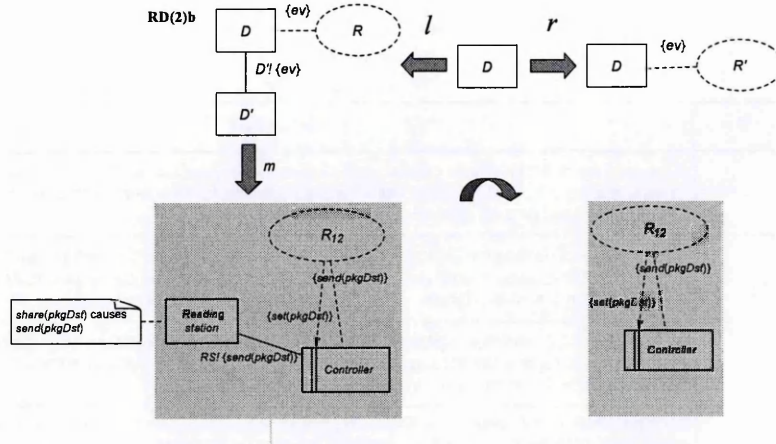 RD(2)b
{ev}
D
R
D'! {ev}
D'
l
r
D
{ev}
D
R'
m
R12
{send(pkgDst)}
{set(pkgDst)}
share(pkgDst) causes
send(pkgDst)
Reading
station
RS! {send(pkgDst)}
Controller
R12
{send(pkgDst)}
{set(pkgDst)}
Controller